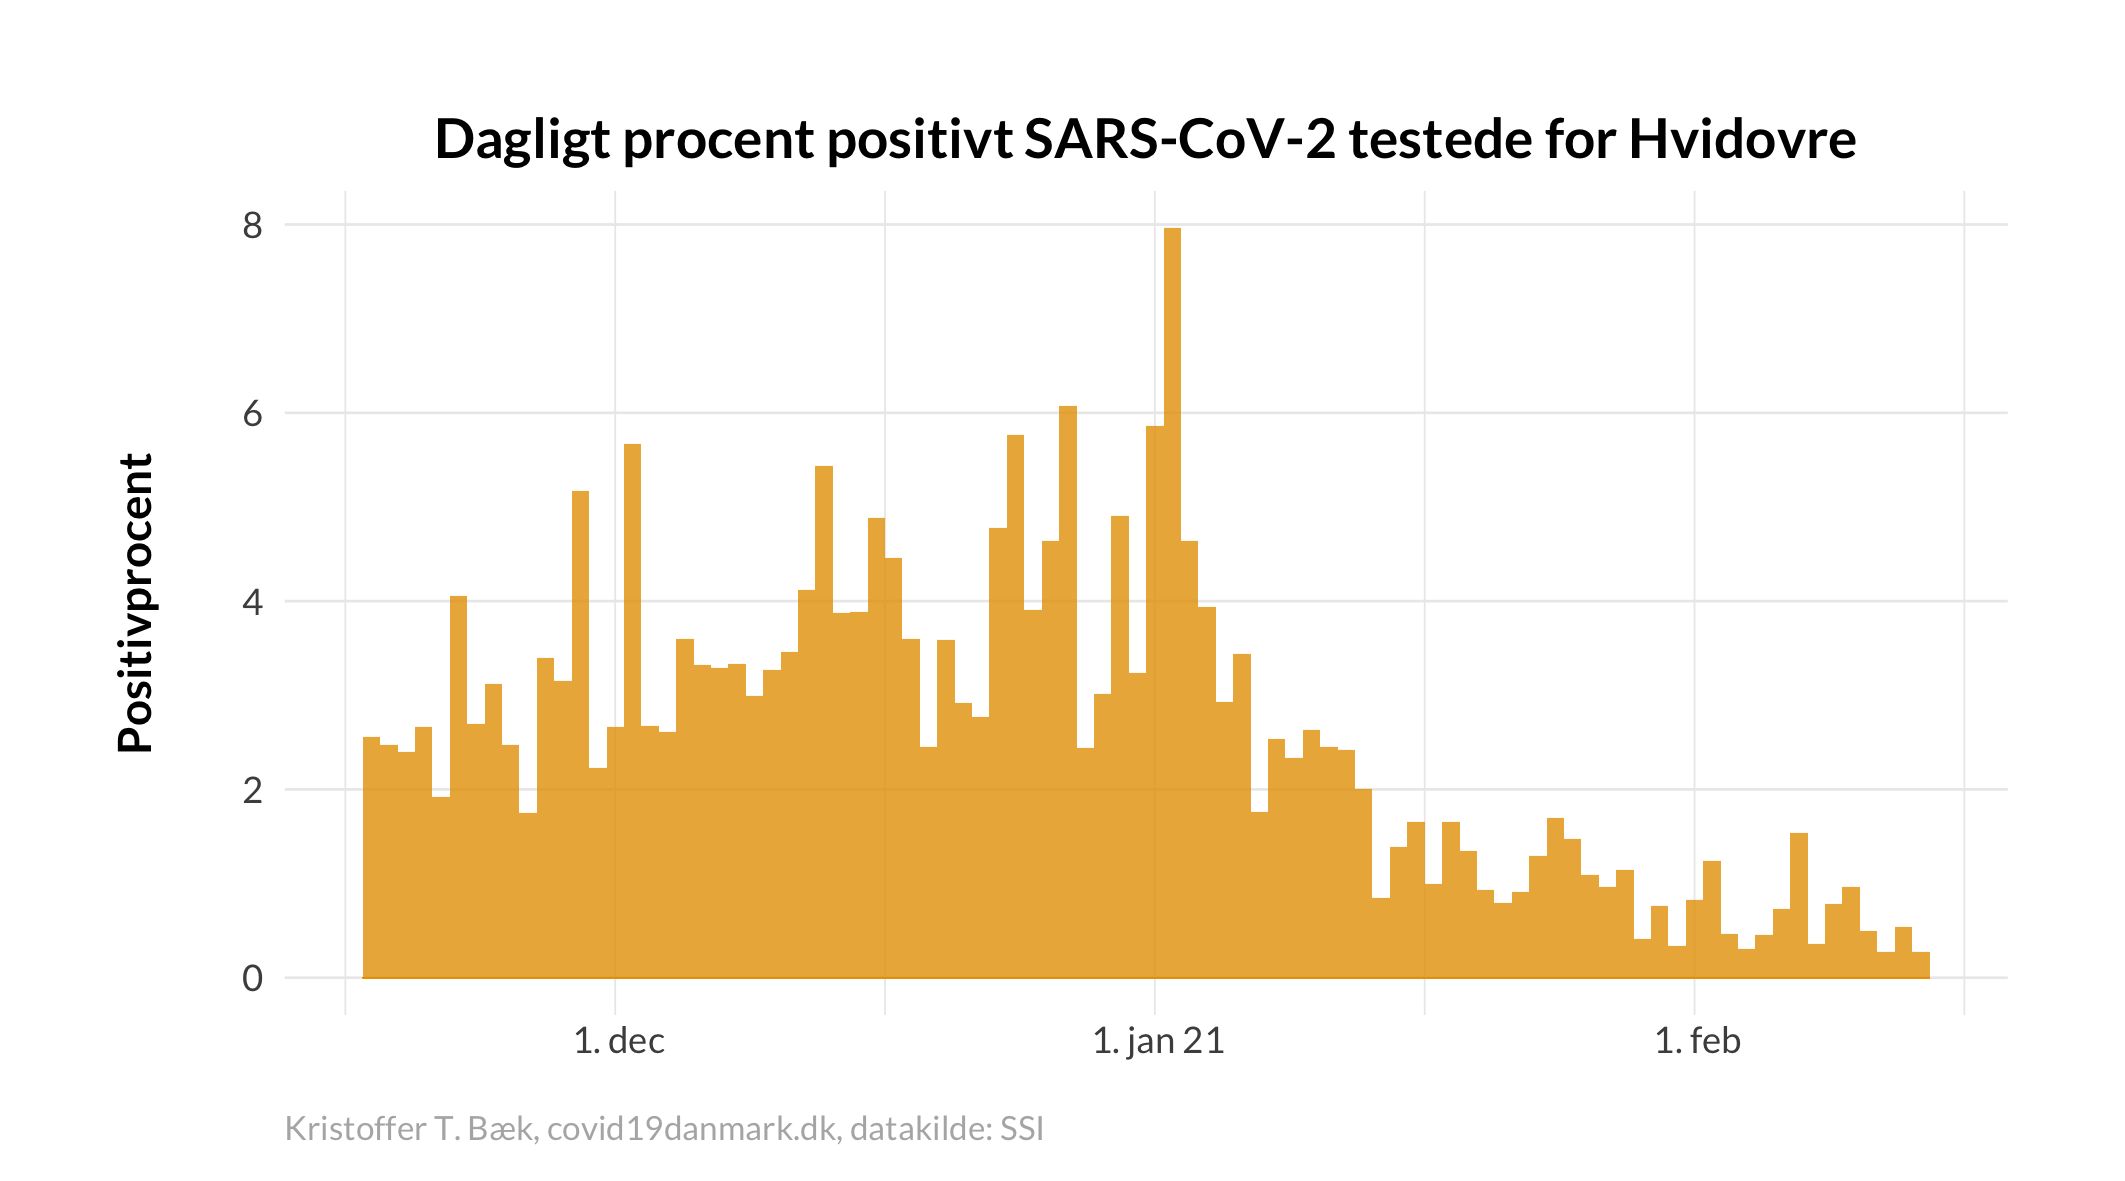 Dagligt procent positivt SARS-CoV-2 testede for Hvidovre
Positivprocent
8
6
4
2
0
1. dec
1. jan 21
1. feb
Kristoffer T. Bæk, covid19danmark.dk, datakilde: SSI